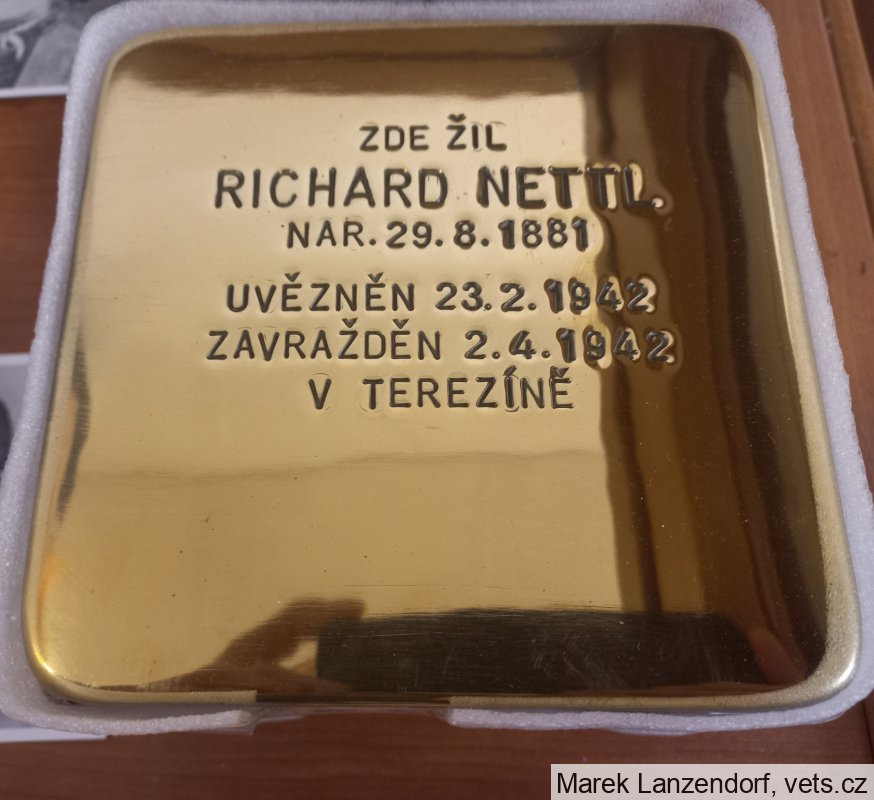 ZDE ŽIL
RICHARD NETTL
NAR. 29.8.1881
UVĚZNĚN 23.2.1942
ZAVRAŽDĚN 2.4.1942
V TEREZÍNĚ
Marek Lanzendorf, vets.cz